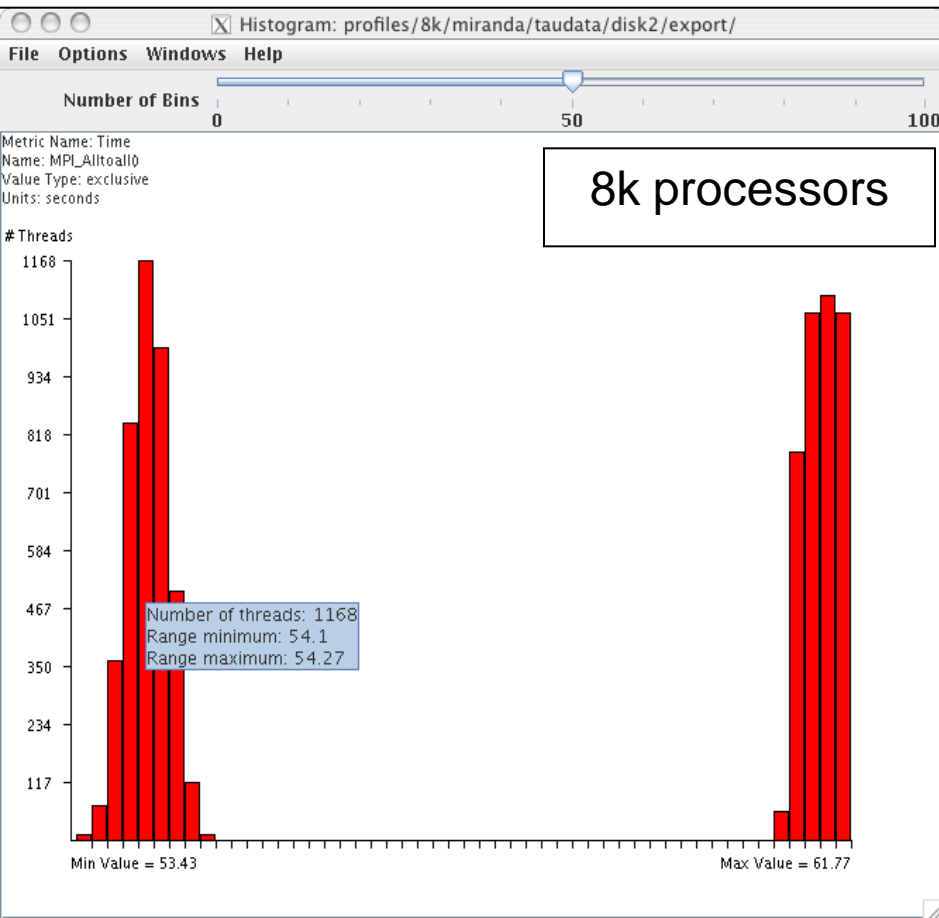 X Histogram: profiles/8k/miranda/taudata/disk2/export/
File Options Windows Help
Number of Bins
0 50 100
Metric Name: Time
Name: MPI_Alltoall()
Value Type: exclusive
Units: seconds
8k processors
# Threads
1168
1051
934
818
701
584
467
350
234
117
Number of threads: 1168
Range minimum: 54.1
Range maximum: 54.27
Min Value = 53.43 Max Value = 61.77